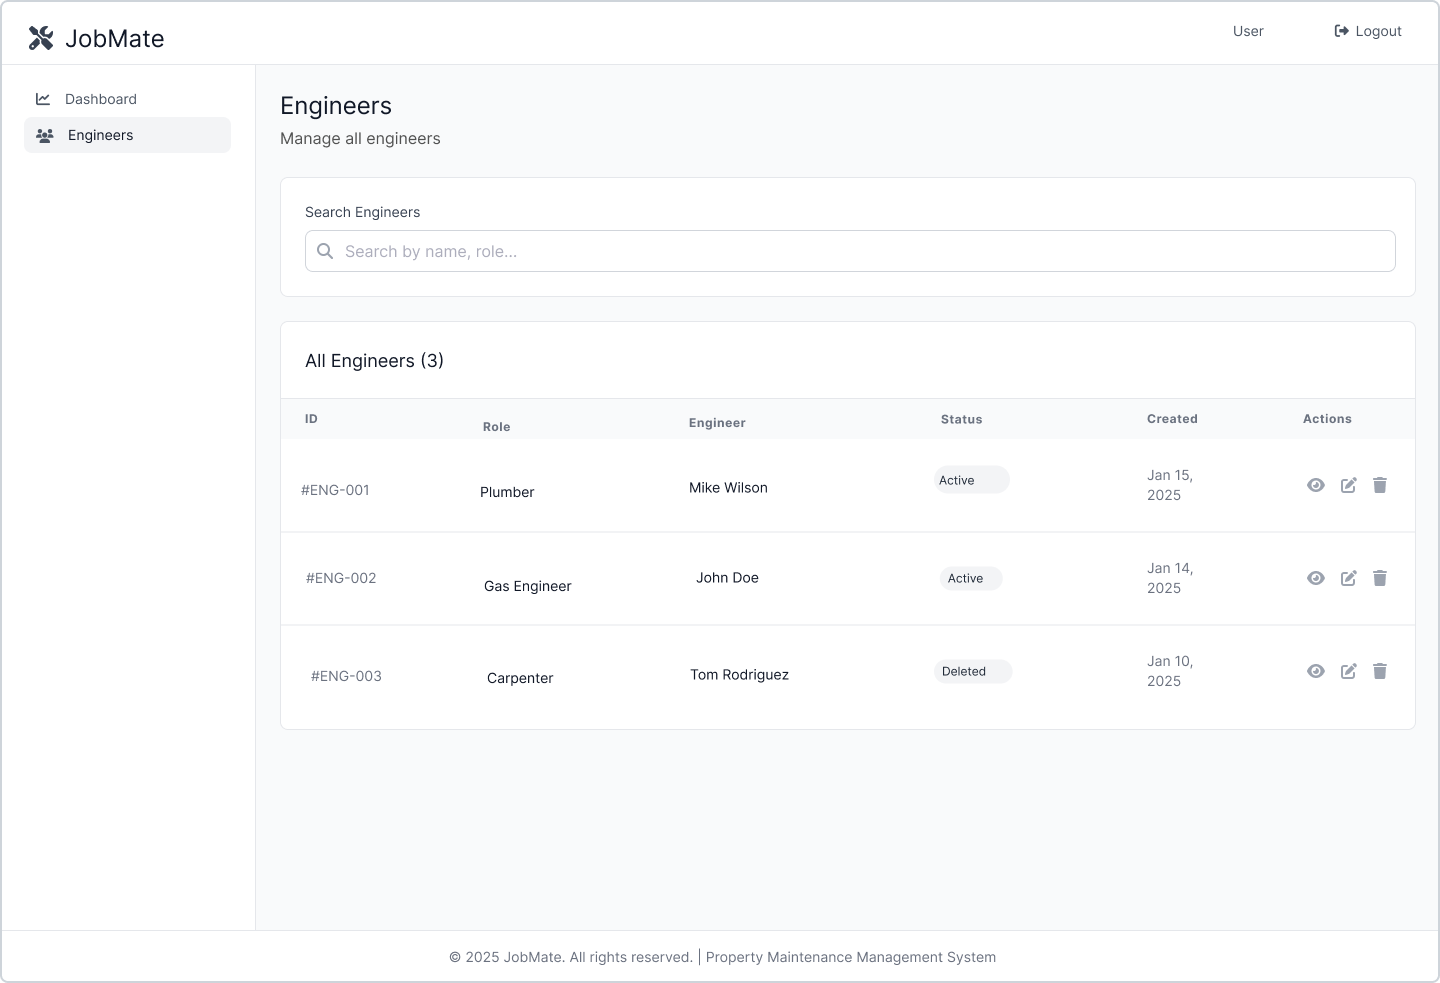 JobMate
User
Logout
Dashboard
Engineers
Engineers
Manage all engineers
Search Engineers
Search by name, role...
All Engineers (3)
ID Role Engineer Status Created Actions
#ENG-001 Plumber Mike Wilson Active Jan 15, 2025
#ENG-002 Gas Engineer John Doe Active Jan 14, 2025
#ENG-003 Carpenter Tom Rodriguez Deleted Jan 10, 2025
© 2025 JobMate. All rights reserved. | Property Maintenance Management System